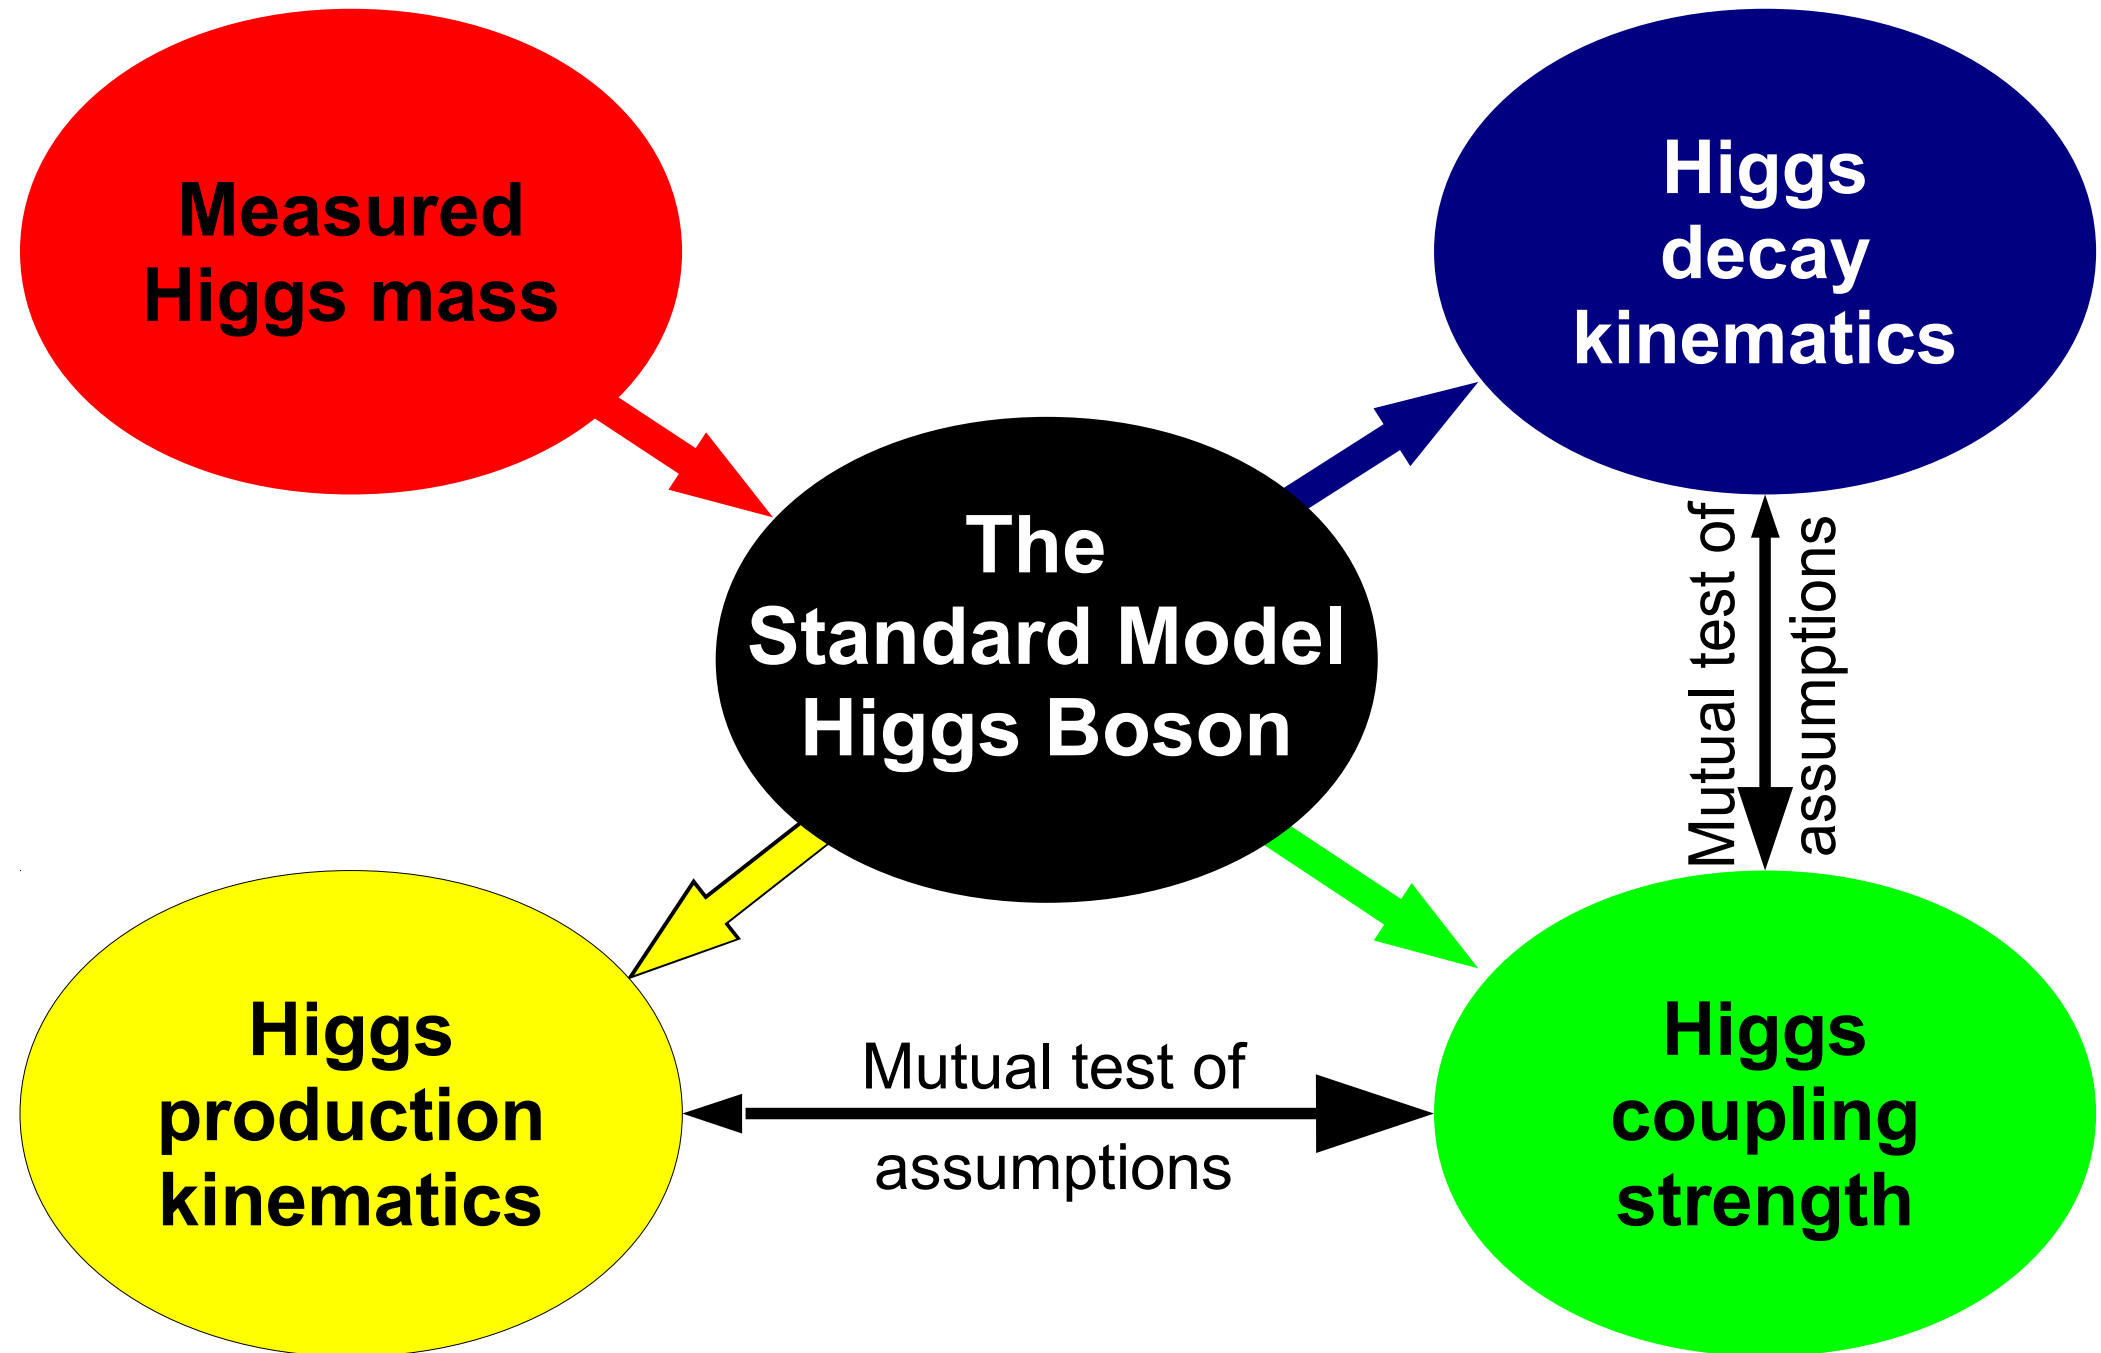 Measured
Higgs mass
Higgs
decay
kinematics
The
Standard Model
Higgs Boson
Mutual test of
assumptions
Higgs
production
kinematics
Mutual test of
assumptions
Higgs
coupling
strength